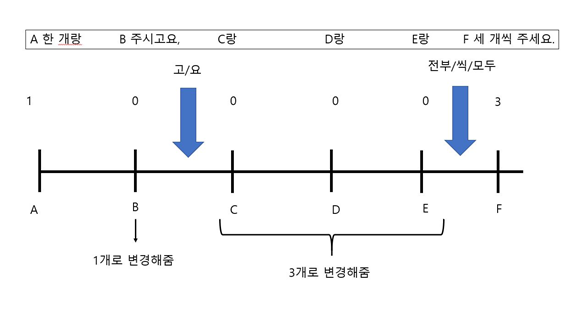 A 한 개랑 B 주시고요, C랑 D랑 E랑 F 세 개씩 주세요.
고/요 전부/씩/모두
1 0 0 0 0 3
A B C D E F
1개로 변경해줌
3개로 변경해줌